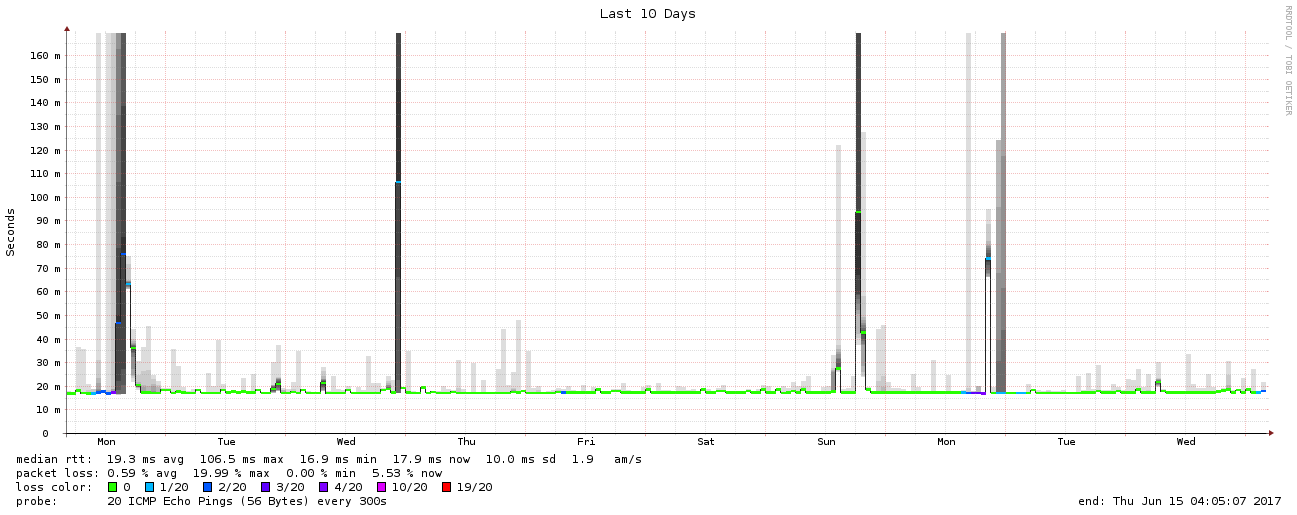 Last 10 Days
RRDTOOL / TOBI OETIKER
160 m
150 m
140 m
130 m
120 m
110 m
100 m
90 m
80 m
70 m
60 m
50 m
40 m
30 m
20 m
10 m
0
Seconds
Mon Tue Wed Thu Fri Sat Sun Mon Tue Wed
median rtt: 19.3 ms avg 106.5 ms max 16.9 ms min 17.9 ms now 10.0 ms sd 1.9 am/s
packet loss: 0.59 % avg 19.99 % max 0.00 % min 5.53 % now
loss color: 0 1/20 2/20 3/20 4/20 10/20 19/20
probe: 20 ICMP Echo Pings (56 Bytes) every 300s end: Thu Jun 15 04:05:07 2017